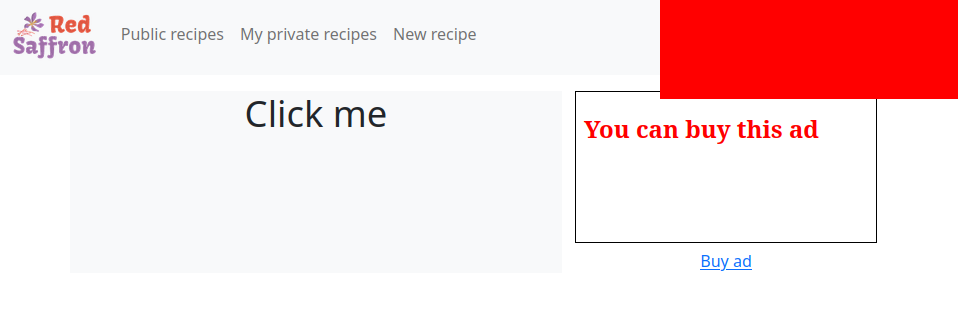 Red
Saffron
Public recipes My private recipes New recipe
Click me
You can buy this ad
Buy ad